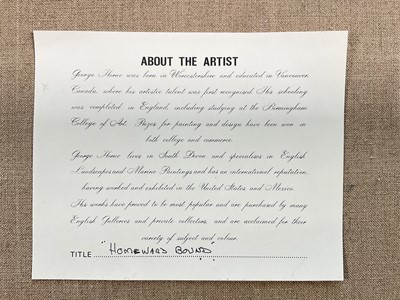 ABOUT THE ARTIST
George Horne was born in Worcestershire and educated in Vancouver,
Canada, where his artistic talent was first recognised. His schooling
was completed in England, including studying at the Birmingham
College of Art. Prizes for painting and design have been won in
both college and commerce.
George Horne lives in South Devon and specialises in English
Landscapes and Marine Paintings and has an international reputation,
having worked and exhibited in the United States and Mexico.
His works have proved to be most popular and are purchased by many
English Galleries and private collectors, and are acclaimed for their
variety of subject and colour.
TITLE "HOMEWARD BOUND"